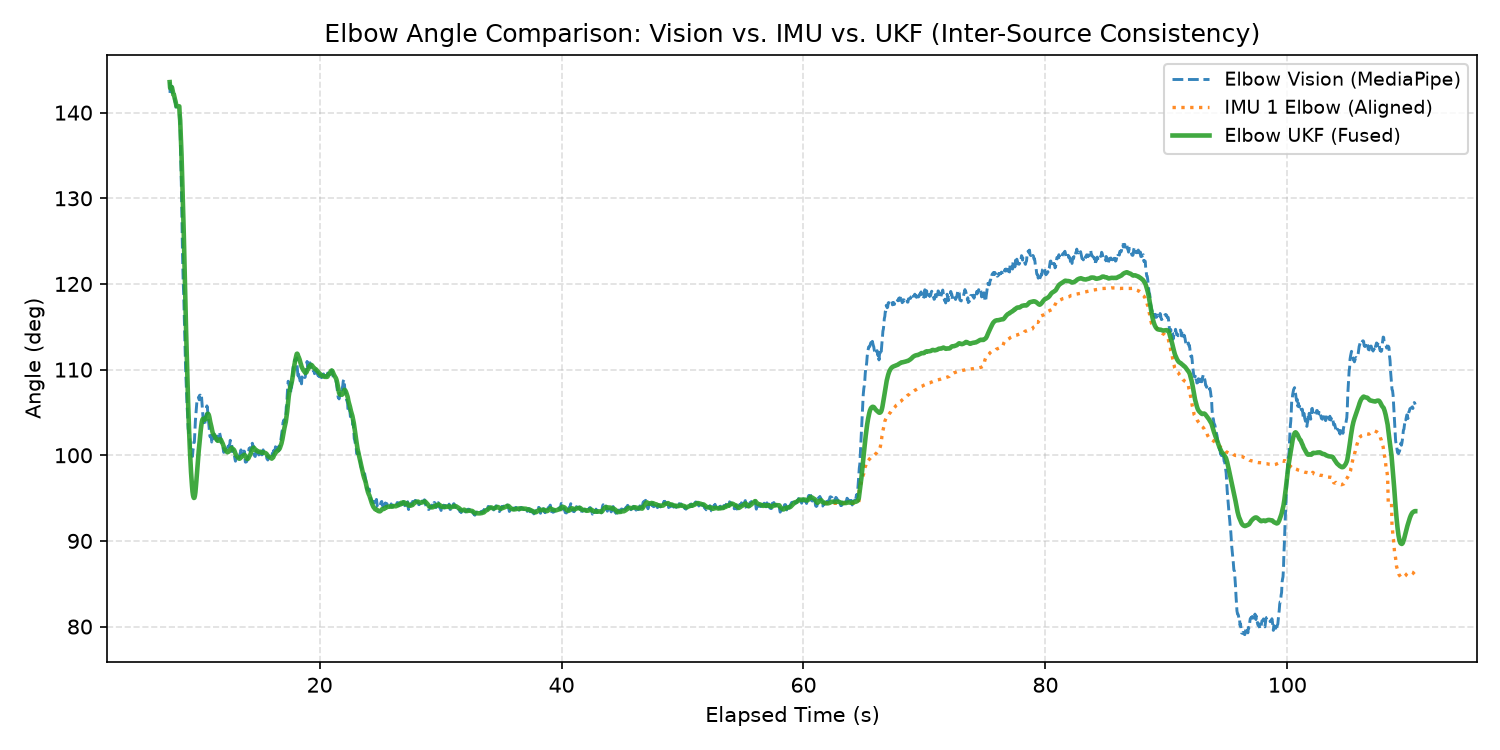 Elbow Angle Comparison: Vision vs. IMU vs. UKF (Inter-Source Consistency)
Elbow Vision (MediaPipe)
IMU 1 Elbow (Aligned)
Elbow UKF (Fused)
Angle (deg)
140
130
120
110
100
90
80
20
40
60
80
100
Elapsed Time (s)